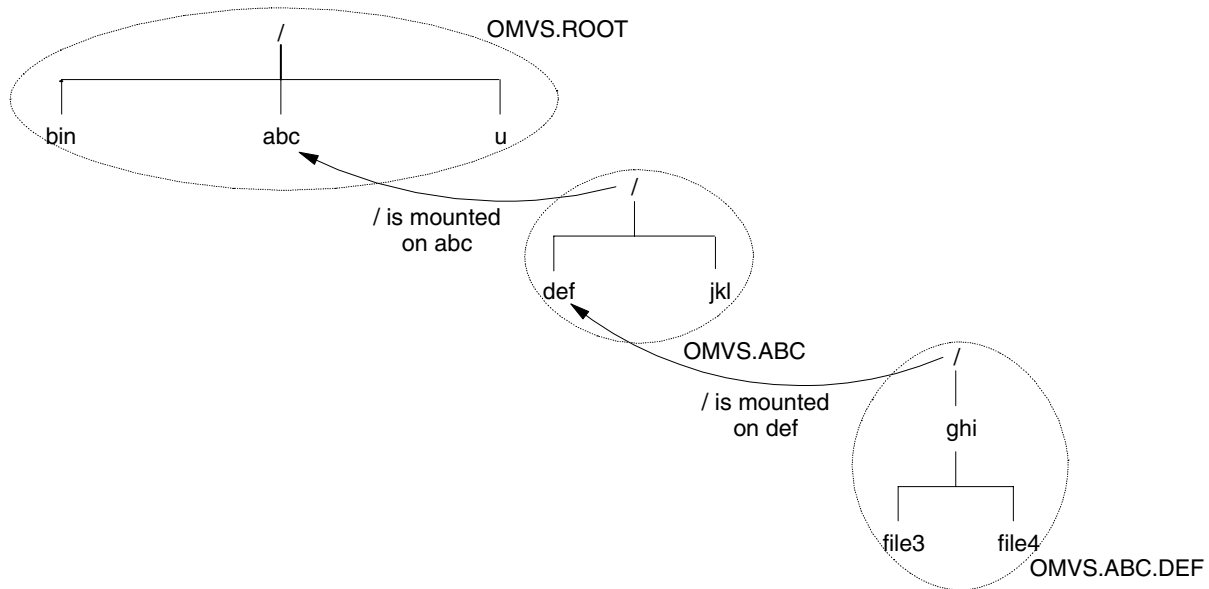 OMVS.ROOT
/
bin abc u
/
/ is mounted
on abc
def jkl
OMVS.ABC
/
/ is mounted
on def
ghi
file3 file4
OMVS.ABC.DEF